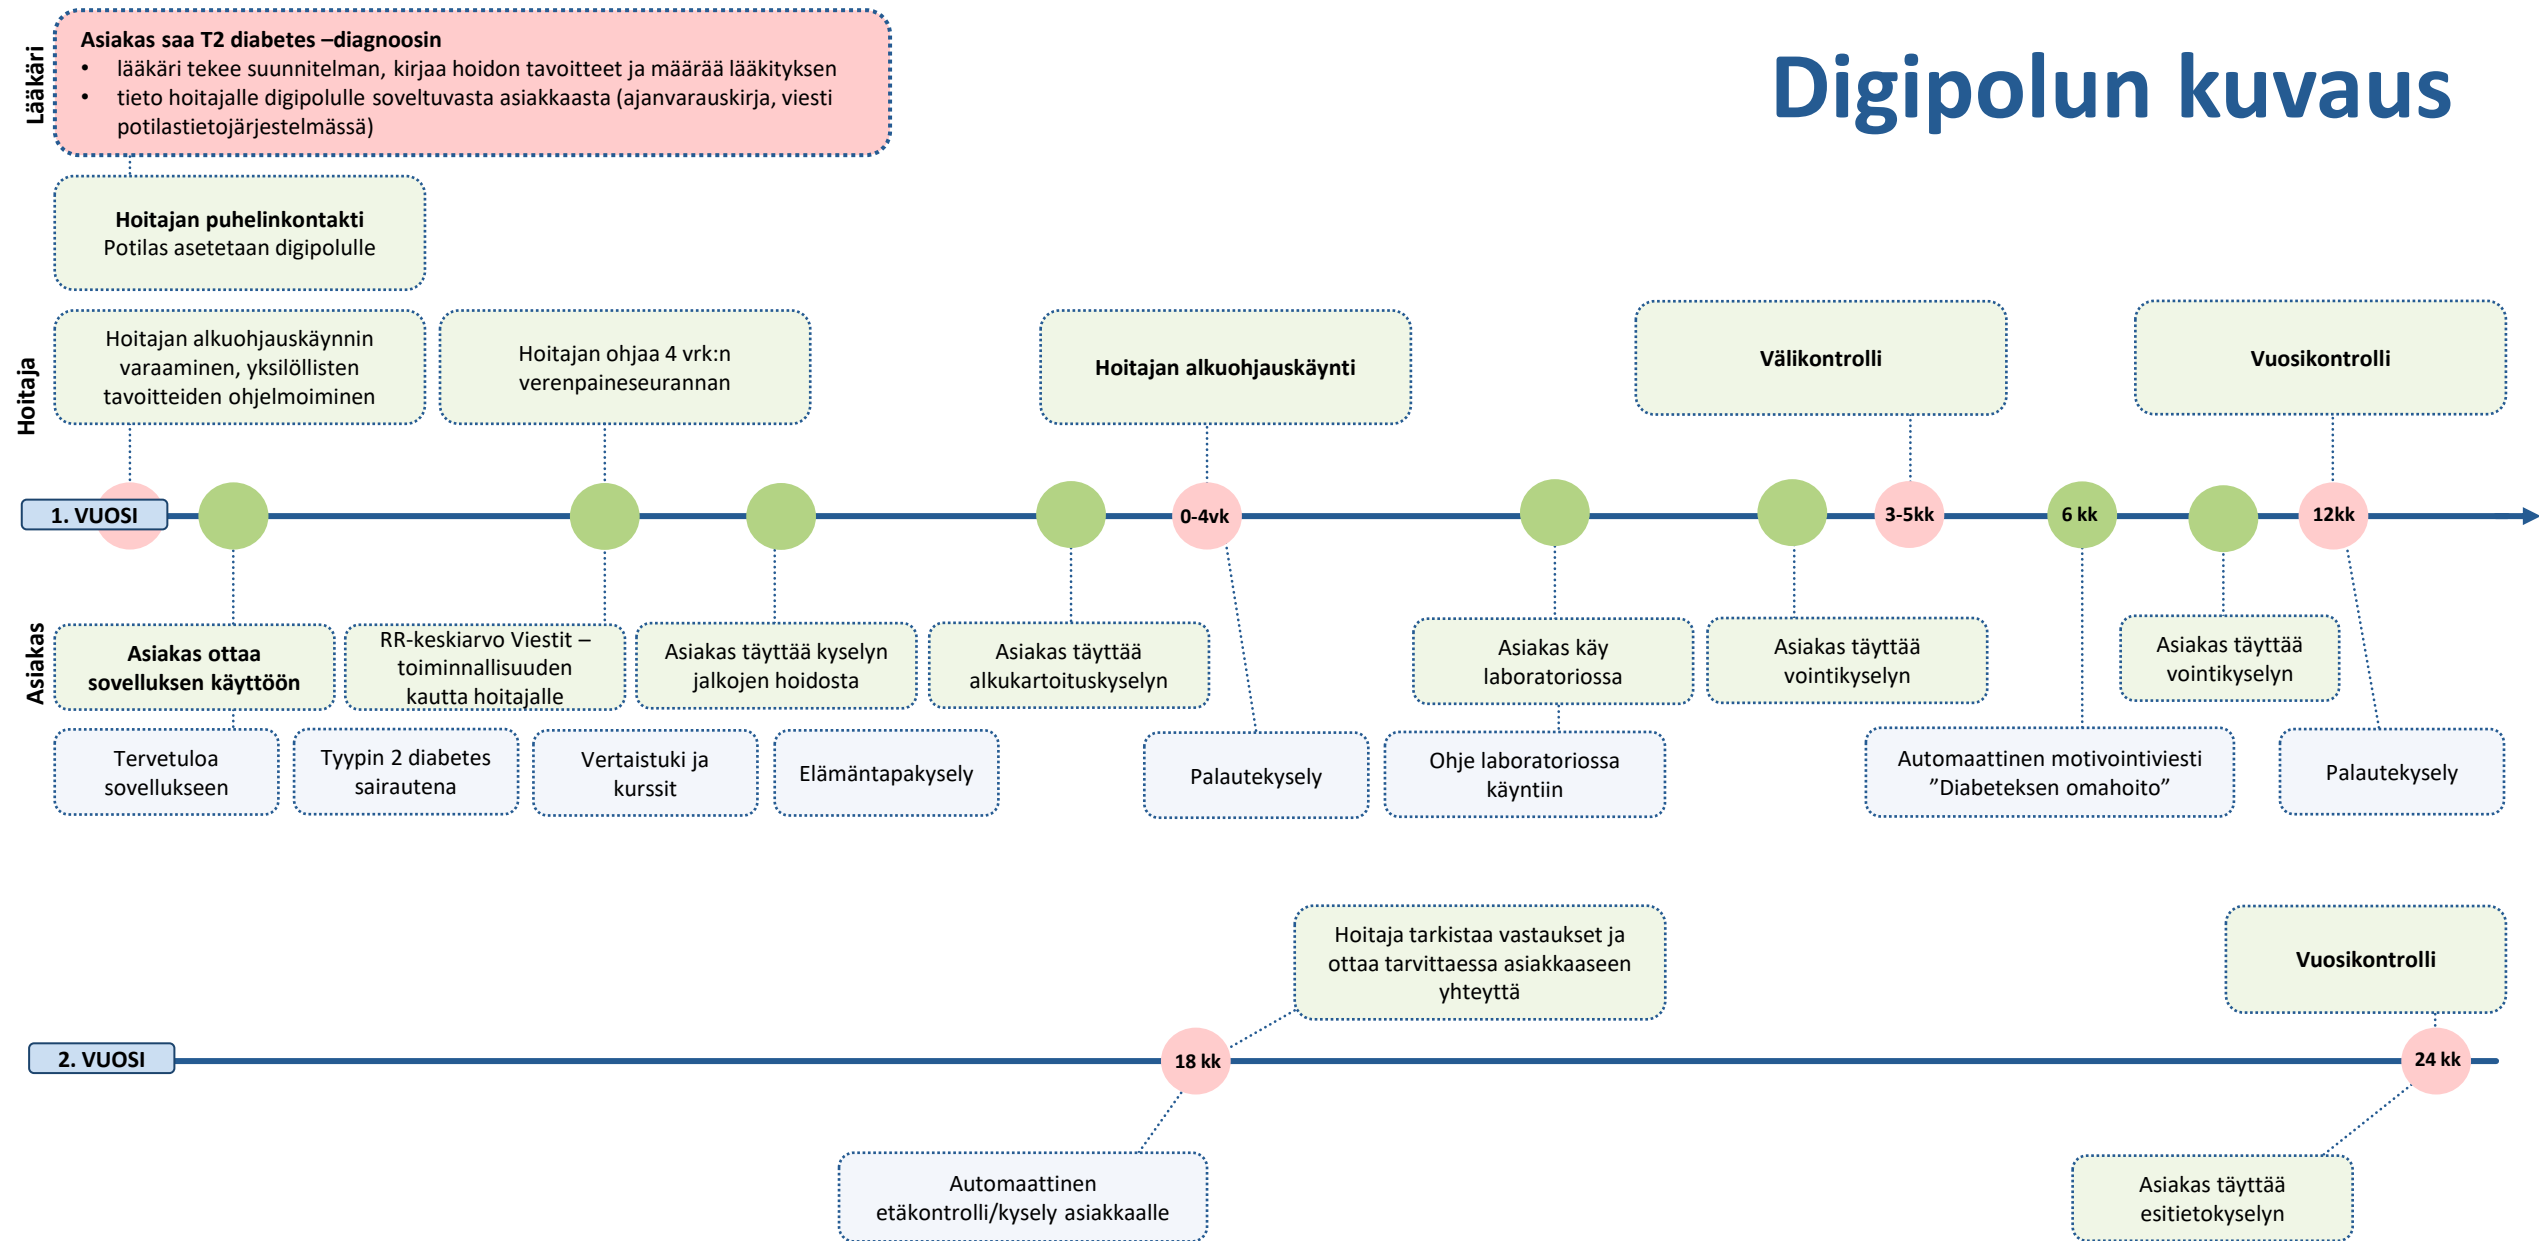 Digipolun kuvaus
Lääkäri
Asiakas saa T2 diabetes –diagnoosin
• lääkäri tekee suunnitelman, kirjaa hoidon tavoitteet ja määrää lääkityksen
• tieto hoitajalle digipolulle soveltuvasta asiakkaasta (ajanvarauskirja, viesti
potilastietojärjestelmässä)
Hoitaja
Hoitajan puhelinkontakti
Potilas asetetaan digipolulle
Hoitajan alkuohjauskäynnin
varaaminen, yksilöllisten
tavoitteiden ohjelmoiminen
Hoitajan ohjaa 4 vrk:n
verenpaineseurannan
Hoitajan alkuohjauskäynti
Välikontrolli
Vuosikontrolli
1. VUOSI
0-4vk
3-5kk
6 kk
12kk
Asiakas
Asiakas ottaa
sovelluksen käyttöön
RR-keskiarvo Viestit –
toiminnallisuuden
kautta hoitajalle
Asiakas täyttää kyselyn
jalkojen hoidosta
Asiakas täyttää
alkukartoituskyselyn
Asiakas käy
laboratoriossa
Asiakas täyttää
vointikyselyn
Asiakas täyttää
vointikyselyn
Tervetuloa
sovellukseen
Tyypin 2 diabetes
sairautena
Vertaistuki ja
kurssit
Elämäntapakysely
Palautekysely
Ohje laboratoriossa
käyntiin
Automaattinen motivointiviesti
”Diabeteksen omahoito”
Palautekysely
Hoitaja tarkistaa vastaukset ja
ottaa tarvittaessa asiakkaaseen
yhteyttä
Vuosikontrolli
2. VUOSI
18 kk
24 kk
Automaattinen
etäkontrolli/kysely asiakkaalle
Asiakas täyttää
esitietokyselyn